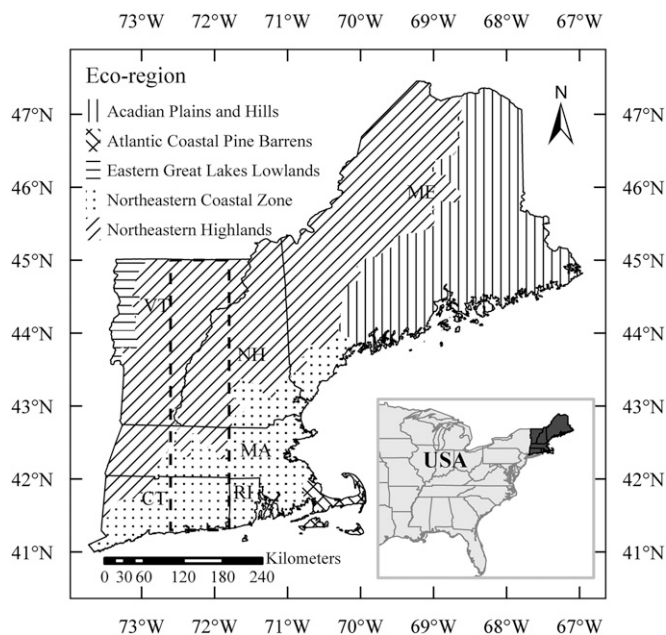 73°W 72°W 71°W 70°W 69°W 68°W 67°W
Eco-region
N
Acadian Plains and Hills
Atlantic Coastal Pine Barrens
Eastern Great Lakes Lowlands
Northeastern Coastal Zone
Northeastern Highlands
47°N 47°N
46°N ME 46°N
45°N 45°N
VT
44°N 44°N
NH
43°N 43°N
MA
USA
42°N 42°N
CT RI
41°N 41°N
Kilometers
0 30 60 120 180 240
73°W 72°W 71°W 70°W 69°W 68°W 67°W